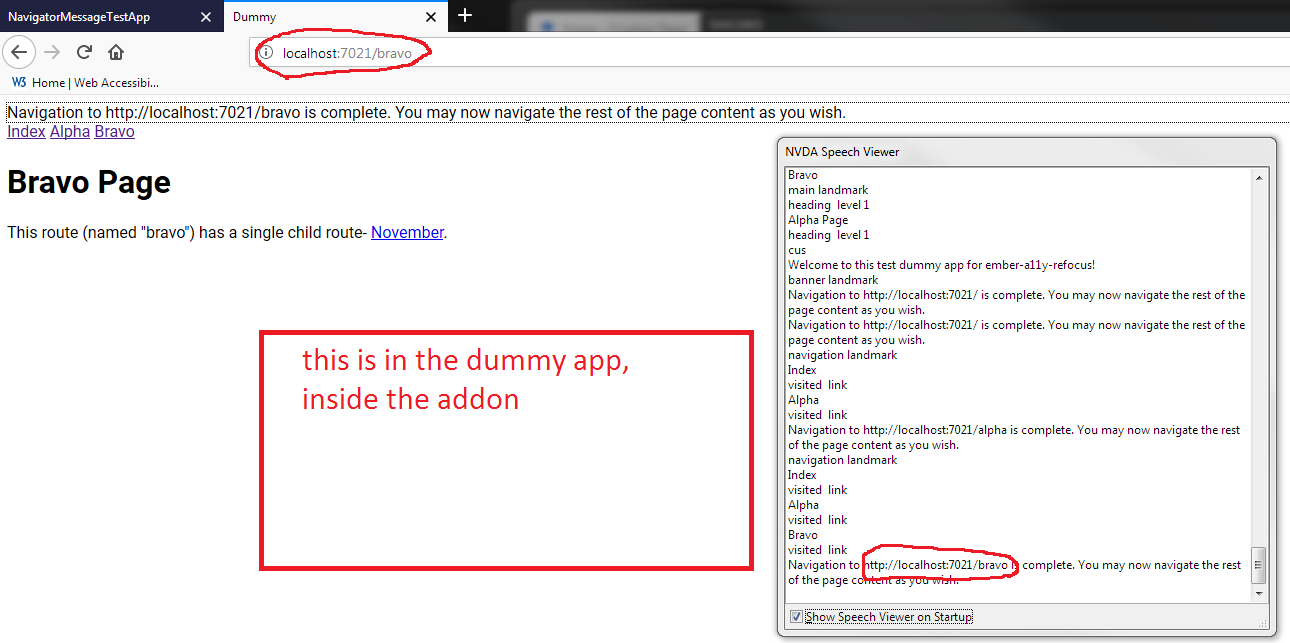 NavigatorMessageTestApp
Dummy
localhost:7021/bravo
W3 Home | Web Accessibi...
Navigation to http://localhost:7021/bravo is complete. You may now navigate the rest of the page content as you wish.
Index Alpha Bravo
Bravo Page
This route (named "bravo") has a single child route- November.
this is in the dummy app,
inside the addon
NVDA Speech Viewer
Bravo
main landmark
heading level 1
Alpha Page
heading level 1
cus
Welcome to this test dummy app for ember-a11y-refocus!
banner landmark
Navigation to http://localhost:7021/ is complete. You may now navigate the rest of the
page content as you wish.
Navigation to http://localhost:7021/ is complete. You may now navigate the rest of the
page content as you wish.
navigation landmark
Index
visited link
Alpha
visited link
Navigation to http://localhost:7021/alpha is complete. You may now navigate the rest
of the page content as you wish.
navigation landmark
Index
visited link
Alpha
visited link
Bravo
visited link
Navigation to http://localhost:7021/bravo is complete. You may now navigate the rest
of the page content as you wish.
Show Speech Viewer on Startup